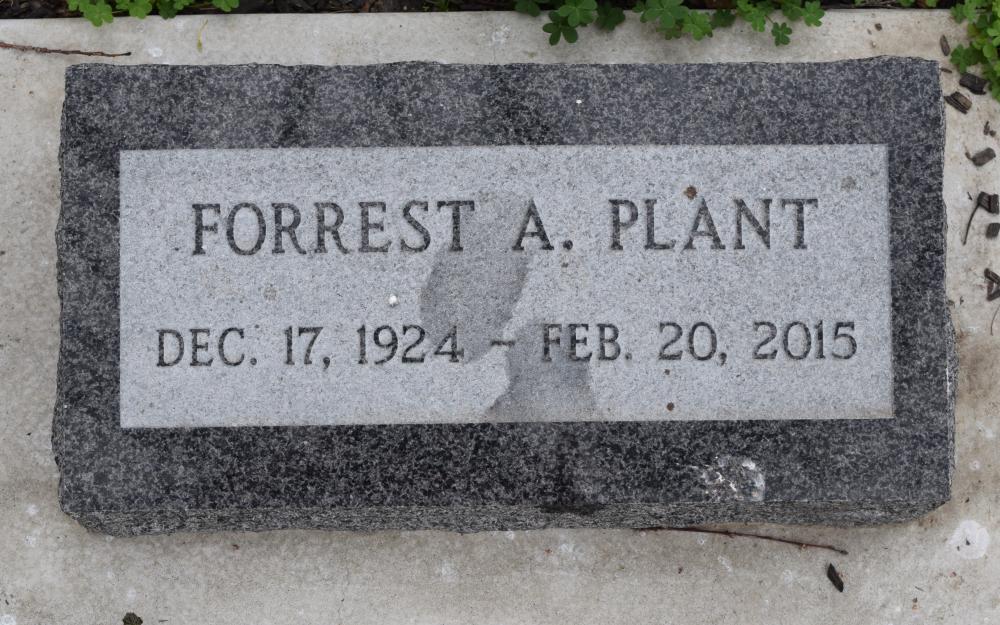 FORREST A. PLANT
DEC. 17, 1924 – FEB. 20, 2015